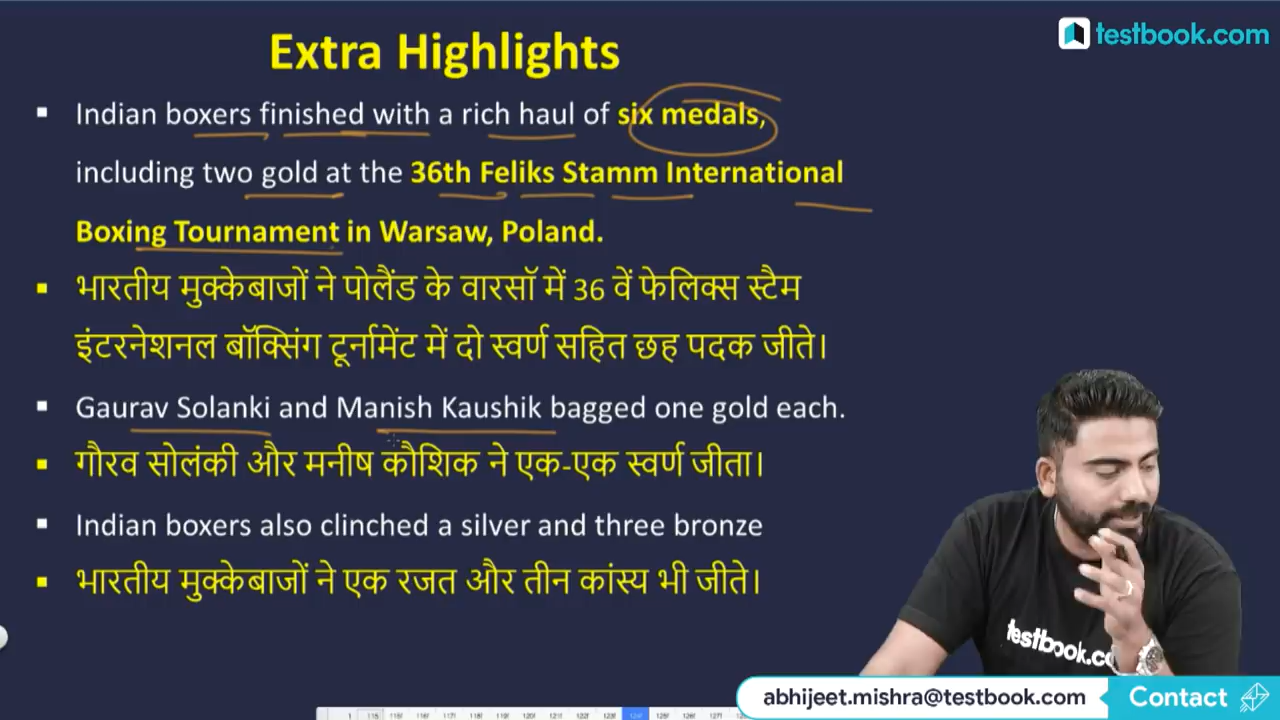 Extra Highlights
testbook.com
Indian boxers finished with a rich haul of six medals,
including two gold at the 36th Feliks Stamm International
Boxing Tournament in Warsaw, Poland.
भारतीय मुक्केबाजों ने पोलैंड के वारसॉ में 36 वें फेलिक्स स्टैम
इंटरनेशनल बॉक्सिंग टूर्नामेंट में दो स्वर्ण सहित छह पदक जीते।
Gaurav Solanki and Manish Kaushik bagged one gold each.
गौरव सोलंकी और मनीष कौशिक ने एक-एक स्वर्ण जीता।
Indian boxers also clinched a silver and three bronze
भारतीय मुक्केबाजों ने एक रजत और तीन कांस्य भी जीते।
testbook.co
abhijeet.mishra@testbook.com
Contact